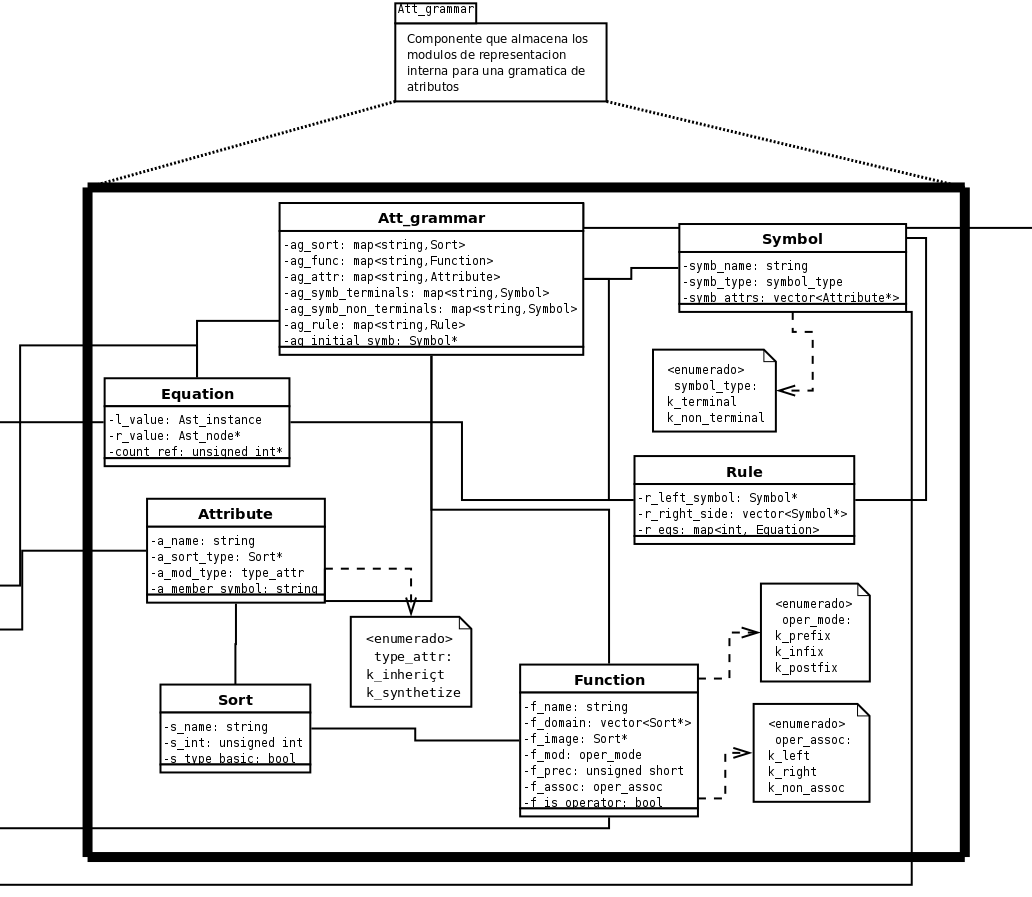 Att_grammar
Componente que almacena los
modulos de representacion
interna para una gramatica de
atributos
Att_grammar
-ag_sort: map<string,Sort>
-ag_func: map<string,Function>
-ag_attr: map<string,Attribute>
-ag_symb_terminals: map<string,Symbol>
-ag_symb_non_terminals: map<string,Symbol>
-ag_rule: map<string,Rule>
-ag_initial_symb: Symbol*
Symbol
-symb_name: string
-symb_type: symbol_type
-symb_attrs: vector<Attribute*>
<enumerado>
symbol_type:
k_terminal
k_non_terminal
Equation
-l_value: Ast_instance
-r_value: Ast_node*
-count_ref: unsigned int*
Rule
-r_left_symbol: Symbol*
-r_right_side: vector<Symbol*>
-r_eqs: map<int, Equation>
Attribute
-a_name: string
-a_sort_type: Sort*
-a_mod_type: type_attr
-a_member_symbol: string
<enumerado>
type_attr:
k_inheriçt
k_synthetize
<enumerado>
oper_mode:
k_prefix
k_infix
k_postfix
Sort
-s_name: string
-s_int: unsigned int
-s_type_basic: bool
Function
-f_name: string
-f_domain: vector<Sort*>
-f_image: Sort*
-f_mod: oper_mode
-f_prec: unsigned short
-f_assoc: oper_assoc
-f_is_operator: bool
<enumerado>
oper_assoc:
k_left
k_right
k_non_assoc